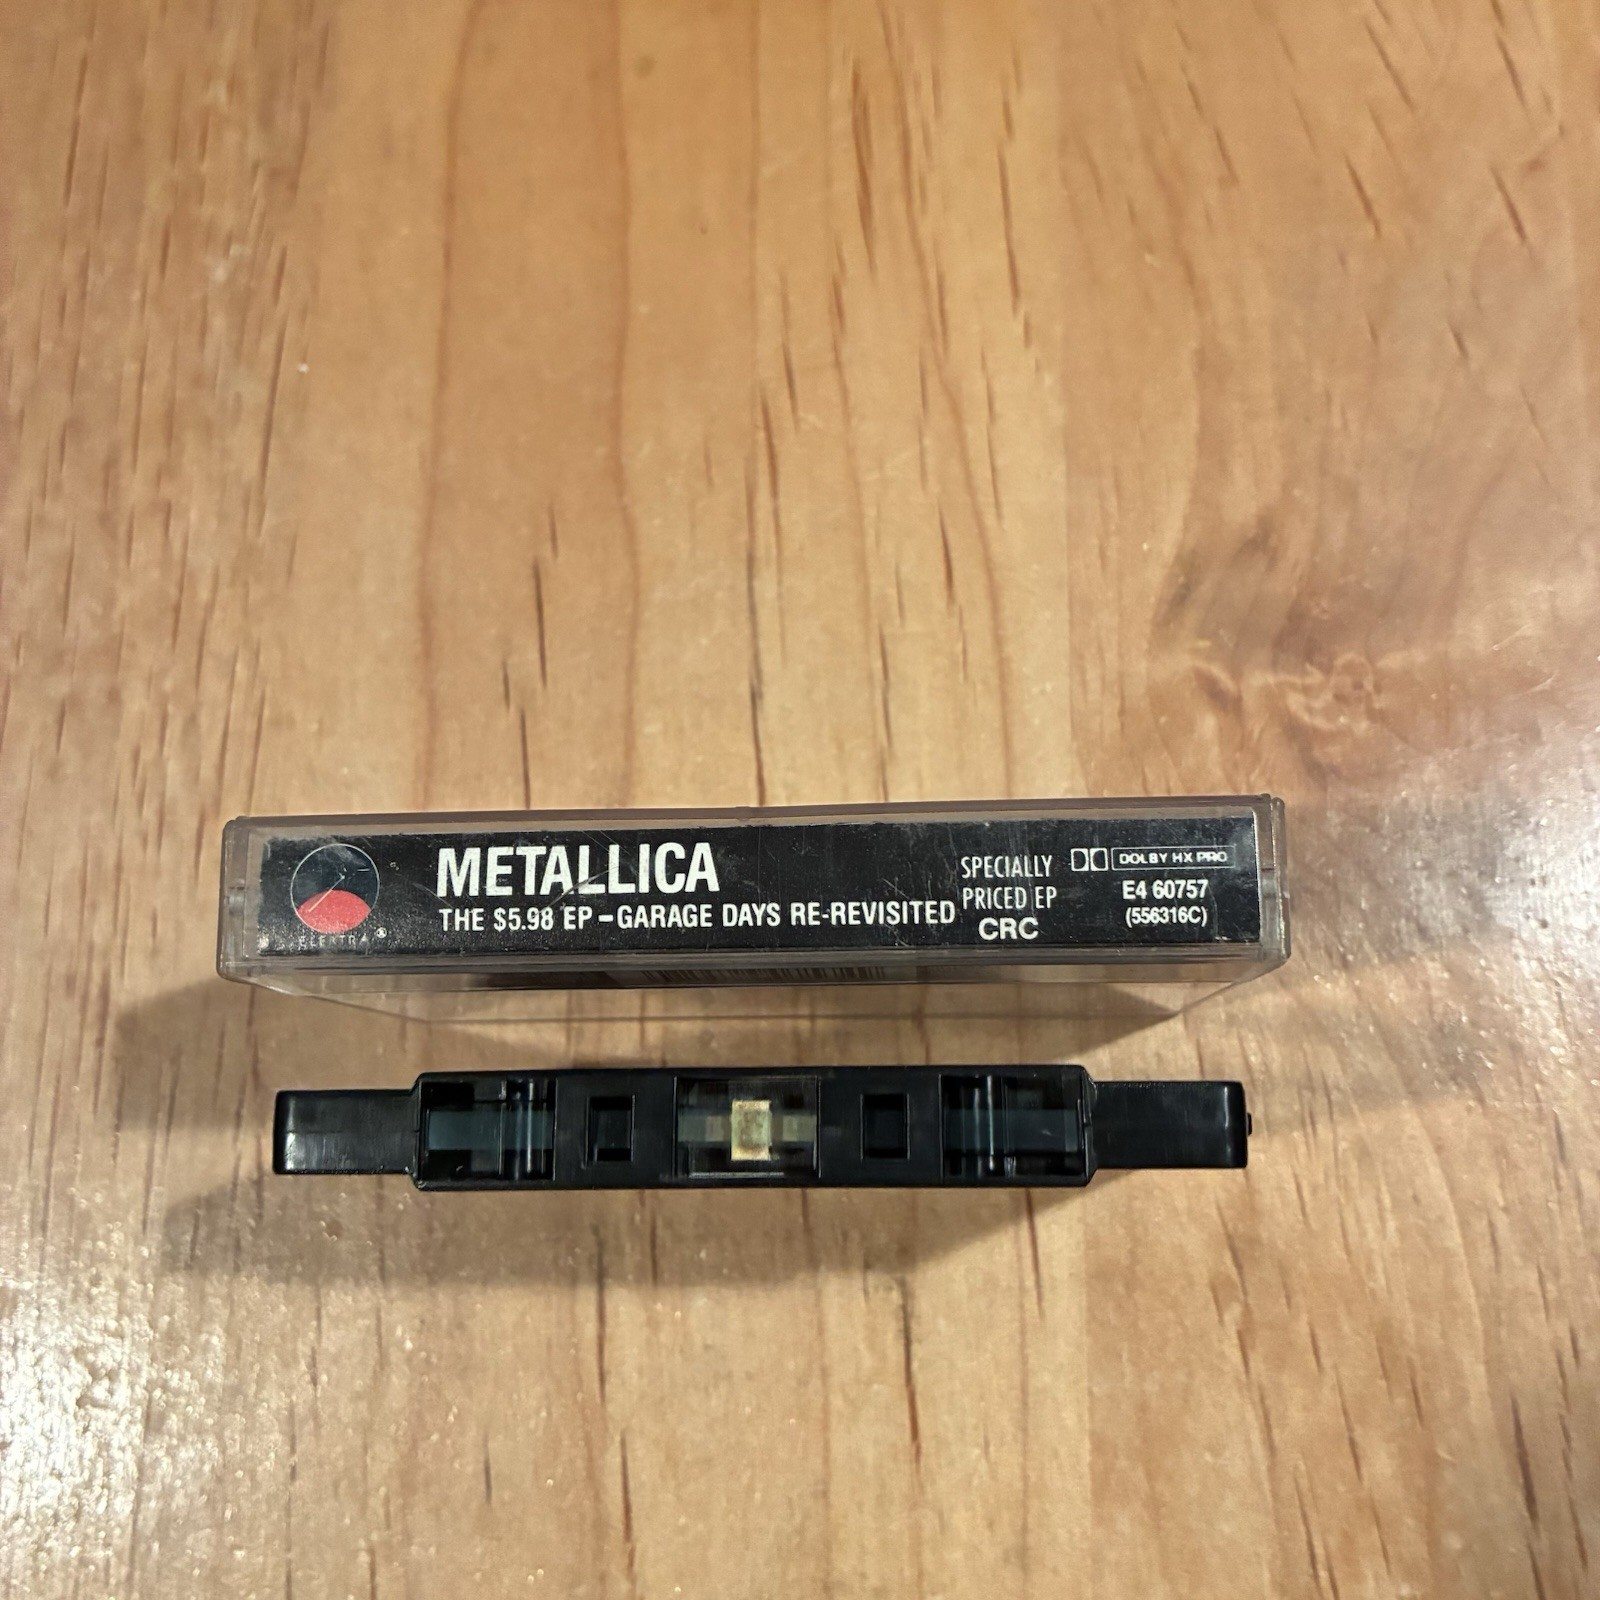 ELEKTRA ®
METALLICA
THE $5.98 EP – GARAGE DAYS RE-REVISITED
SPECIALLY
PRICED EP
CRC
DOLBY HX PRO
E4 60757
(556316C)